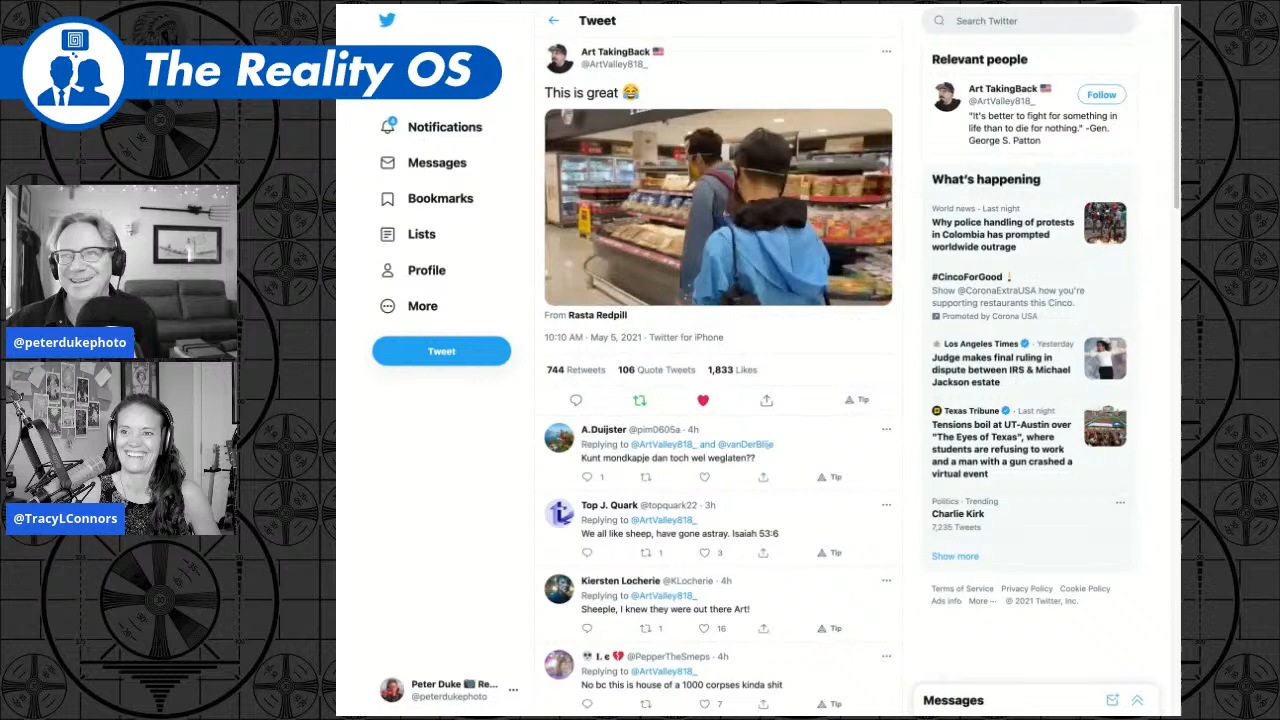 The Reality OS
@peterdukephoto
@TracyLConnors
Notifications
Messages
Bookmarks
Lists
Profile
More
Tweet
Peter Duke 📷 Re...
@peterdukephoto
Tweet
Art TakingBack 🇺🇸
@ArtValley818_
This is great 😂
From Rasta Redpill
10:10 AM · May 5, 2021 · Twitter for iPhone
744 Retweets 106 Quote Tweets 1,833 Likes
Tip
A.Duijster @pim0605a · 4h
Replying to @ArtValley818_ and @vanDerBlije
Kunt mondkapje dan toch wel weglaten??
1 Tip
Top J. Quark @topquark22 · 3h
Replying to @ArtValley818_
We all like sheep, have gone astray. Isaiah 53:6
1 3 Tip
Kiersten Locherie @KLocherie · 4h
Replying to @ArtValley818_
Sheeple, I knew they were out there Art!
1 16 Tip
💀 I. e 💔 @PepperTheSmeps · 4h
Replying to @ArtValley818_
No bc this is house of a 1000 corpses kinda shit
7 Tip
Search Twitter
Relevant people
Art TakingBack 🇺🇸
@ArtValley818_
Follow
"It's better to fight for something in
life than to die for nothing." -Gen.
George S. Patton
What's happening
World news · Last night
Why police handling of protests
in Colombia has prompted
worldwide outrage
#CincoForGood
Show @CoronaExtraUSA how you're
supporting restaurants this Cinco.
Promoted by Corona USA
Los Angeles Times · Yesterday
Judge makes final ruling in
dispute between IRS & Michael
Jackson estate
Texas Tribune · Last night
Tensions boil at UT-Austin over
"The Eyes of Texas", where
students are refusing to work
and a man with a gun crashed a
virtual event
Politics · Trending
Charlie Kirk
7,235 Tweets
Show more
Terms of Service Privacy Policy Cookie Policy
Ads info More ··· © 2021 Twitter, Inc.
Messages